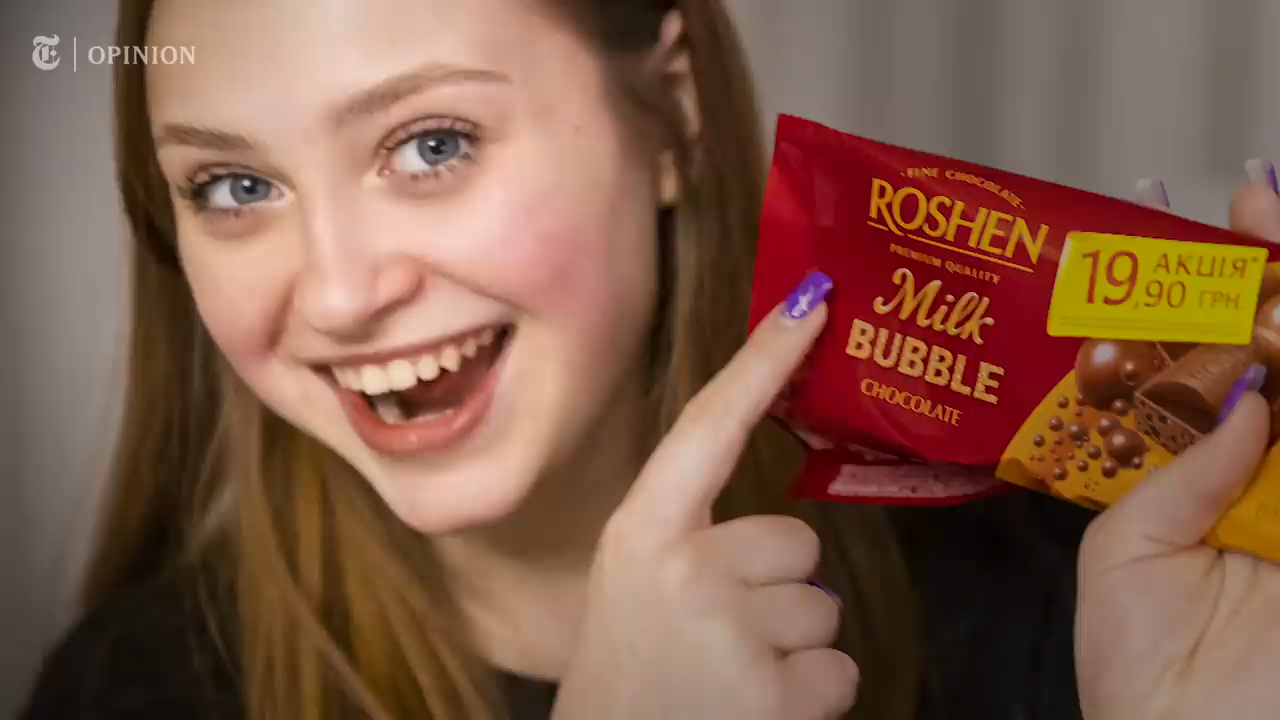 T | OPINION
FINE CHOCOLATE
ROSHEN
PREMIUM QUALITY
Milk
BUBBLE
CHOCOLATE
АКЦІЯ*
19,90 ГРН